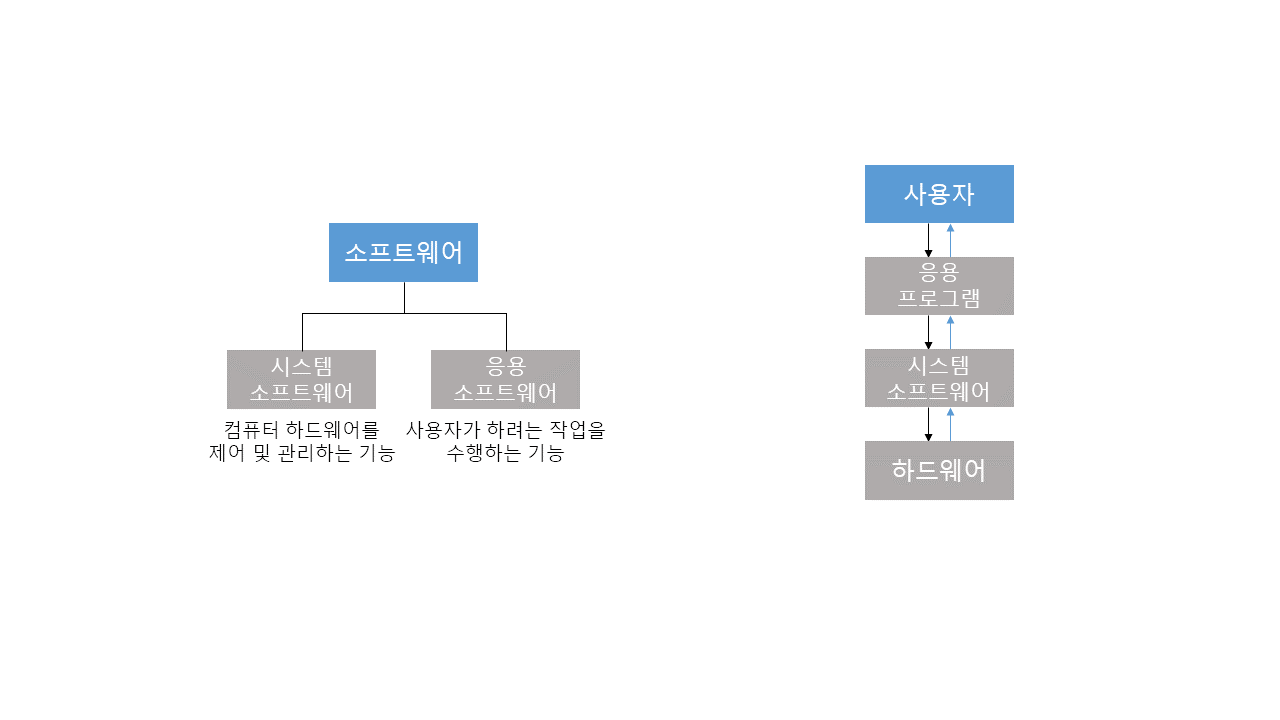 소프트웨어
시스템
소프트웨어
컴퓨터 하드웨어를
제어 및 관리하는 기능
응용
소프트웨어
사용자가 하려는 작업을
수행하는 기능
사용자
응용
프로그램
시스템
소프트웨어
하드웨어